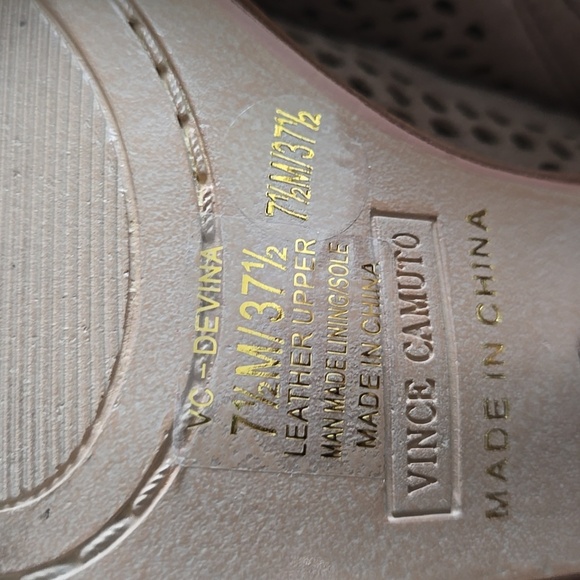 7½M/37½
VC - DEVINA
7½M/37½
LEATHER UPPER
MAN MADE LINING/SOLE
MADE IN CHINA
VINCE CAMUTO
MADE IN CHINA